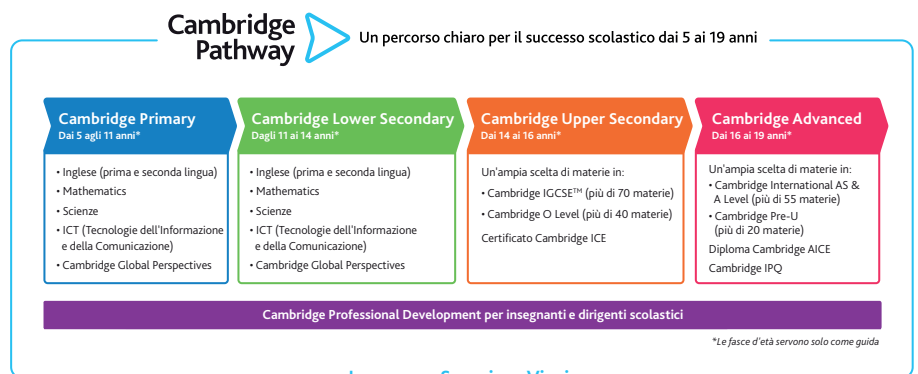 Cambridge
Pathway
Un percorso chiaro per il successo scolastico dai 5 ai 19 anni
Cambridge Primary
Dai 5 agli 11 anni*
• Inglese (prima e seconda lingua)
• Mathematics
• Scienze
• ICT (Tecnologie dell'Informazione
e della Comunicazione)
• Cambridge Global Perspectives
Cambridge Lower Secondary
Dagli 11 ai 14 anni*
• Inglese (prima e seconda lingua)
• Mathematics
• Scienze
• ICT (Tecnologie dell'Informazione
e della Comunicazione)
• Cambridge Global Perspectives
Cambridge Upper Secondary
Dai 14 ai 16 anni*
Un'ampia scelta di materie in:
• Cambridge IGCSE™ (più di 70 materie)
• Cambridge O Level (più di 40 materie)
Certificato Cambridge ICE
Cambridge Advanced
Dai 16 ai 19 anni*
Un'ampia scelta di materie in:
• Cambridge International AS &
A Level (più di 55 materie)
• Cambridge Pre-U
(più di 20 materie)
Diploma Cambridge AICE
Cambridge IPQ
Cambridge Professional Development per insegnanti e dirigenti scolastici
*Le fasce d'età servono solo come guida